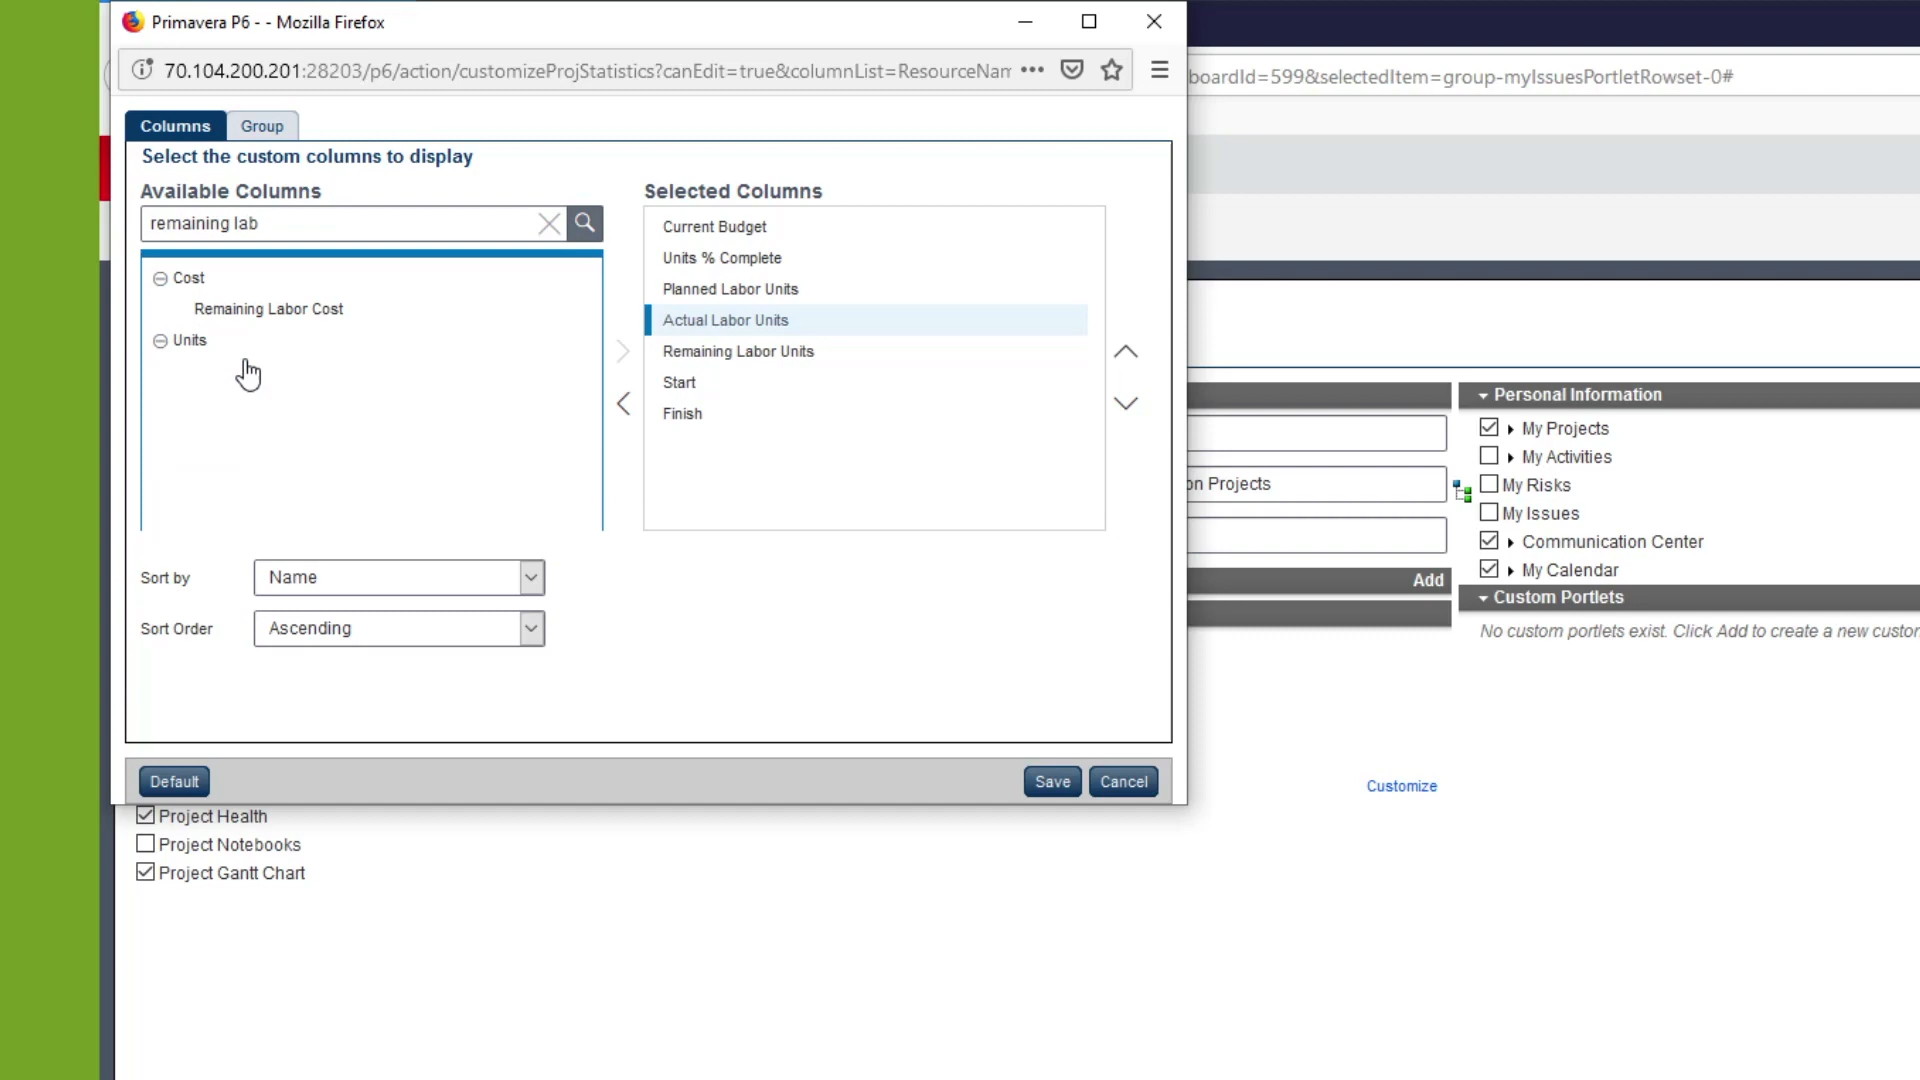 Primavera P6 - - Mozilla Firefox
70.104.200.201:28203/p6/action/customizeProjStatistics?canEdit=true&columnList=ResourceNam
boardId=599&selectedItem=group-myIssuesPortletRowset-0#
Columns
Group
Select the custom columns to display
Available Columns
remaining lab
Cost
Remaining Labor Cost
Units
Selected Columns
Current Budget
Units % Complete
Planned Labor Units
Actual Labor Units
Remaining Labor Units
Start
Finish
Sort by
Name
Sort Order
Ascending
Default
Save
Cancel
on Projects
Add
Personal Information
My Projects
My Activities
My Risks
My Issues
Communication Center
My Calendar
Custom Portlets
No custom portlets exist. Click Add to create a new custor
Customize
Project Health
Project Notebooks
Project Gantt Chart